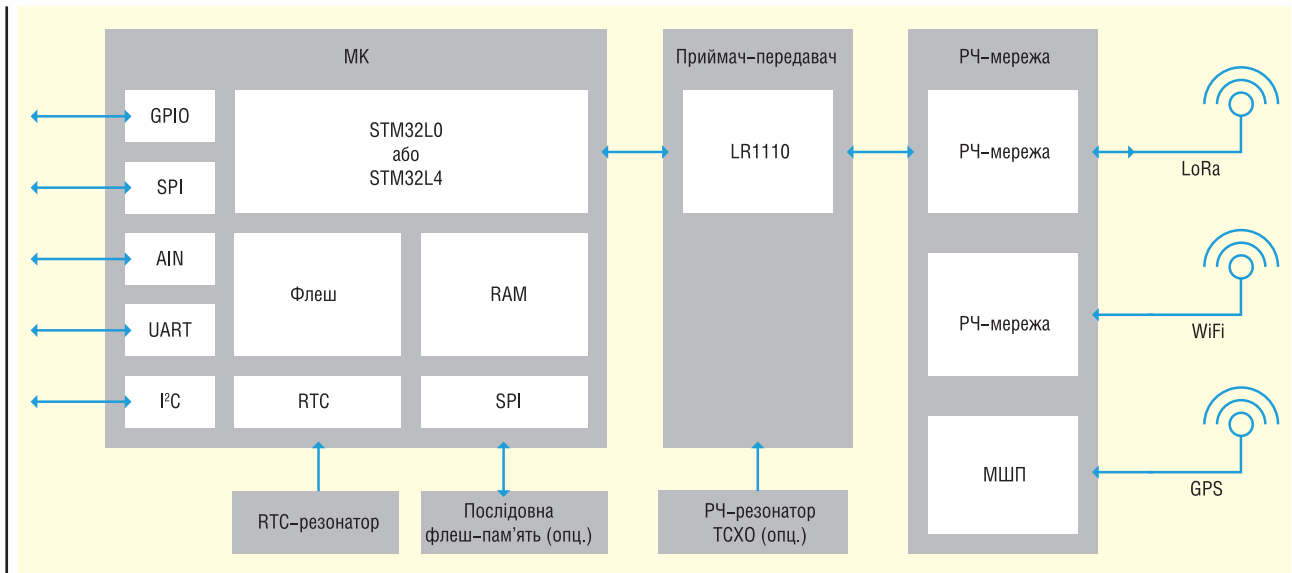 МК
Приймач-передавач
РЧ-мережа
GPIO
SPI
AIN
UART
I²C
STM32L0
або
STM32L4
Флеш
RAM
RTC
SPI
LR1110
РЧ-мережа
РЧ-мережа
МШП
LoRa
WiFi
GPS
RTC-резонатор
Послідовна
флеш-пам'ять (опц.)
РЧ-резонатор
TCXO (опц.)